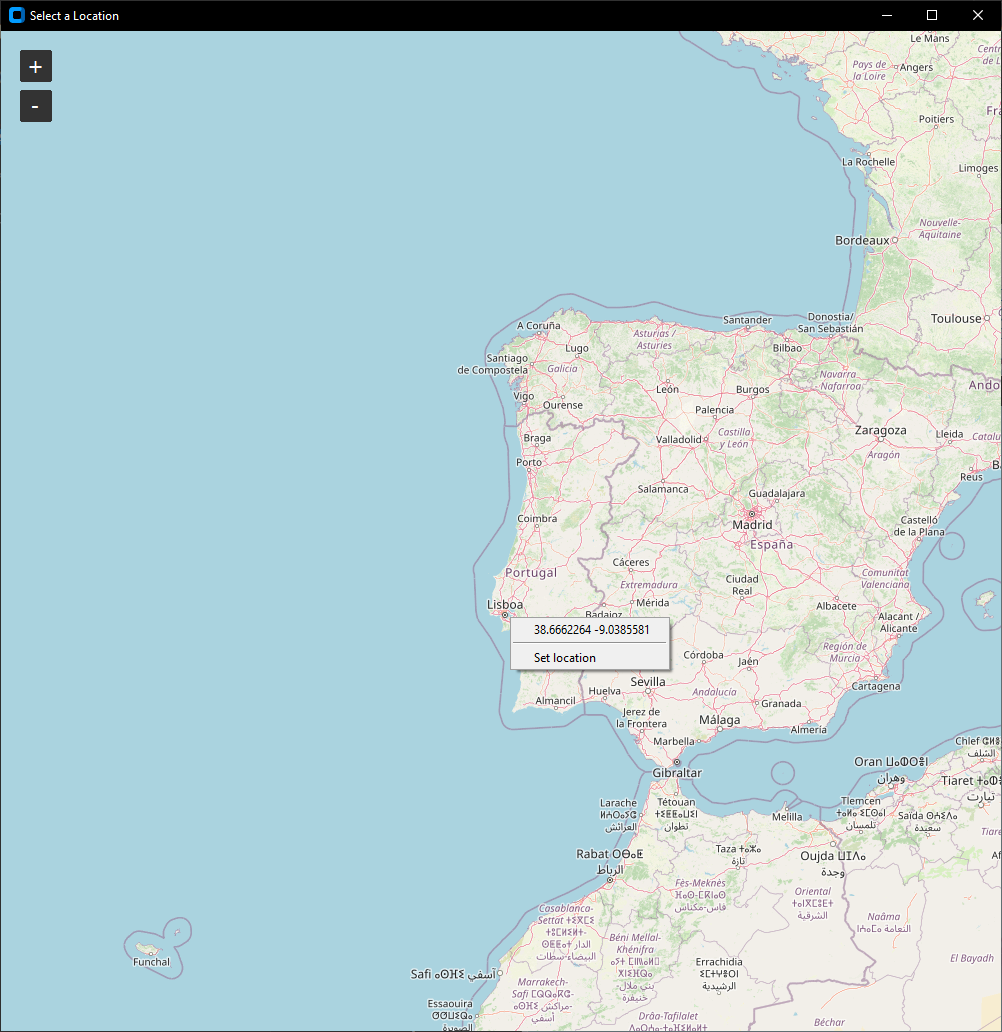 Select a Location
+
-
Le Mans
Pays de
la Loire
Angers
Poitiers
La Rochelle
Limoges
Nouvelle-
Aquitaine
Bordeaux
Toulouse
Donostia/
San Sebastián
Santander
A Coruña
Asturias /
Asturies
Lugo
Bilbao
Santiago
de Compostela
Galicia
Navarra -
Nafarroa
León
Burgos
Vigo
Ourense
Palencia
Zaragoza
Castilla
y León
Lleida
Braga
Valladolid
Aragón
Porto
Reus
Salamanca
Guadalajara
Coimbra
Madrid
Castelló
de la Plana
España
Cáceres
Portugal
Extremadura
Ciudad
Real
Comunitat
Valenciana
Lisboa
Mérida
Albacete
Badajoz
Alacant /
Alicante
38.6662264 -9.0385581
Set location
Córdoba
Jaén
Región de
Murcia
Sevilla
Cartagena
Huelva
Andalucía
Almancil
Granada
Jerez de
la Frontera
Málaga
Almería
Marbella
Gibraltar
Chlef
الشلف
Oran
وهران
Tiaret
تيارت
Larache
العرائش
Tétouan
تطوان
Melilla
Tlemcen
تلمسان
Saïda
سعيدة
Rabat
الرباط
Taza
تازة
Oujda
وجدة
Fès-Meknès
فاس-مكناس
Oriental
الشرقية
Casablanca-
Settat
الدار
البيضاء-سطات
Naâma
النعامة
Béni Mellal-
Khénifra
بني ملال-
خنيفرة
Funchal
Errachidia
الرشيدية
El Bayadh
Safi
آسفي
Marrakech-
Safi
مراكش-
آسفي
Essaouira
الصويرة
Drâa-Tafilalet
Béchar